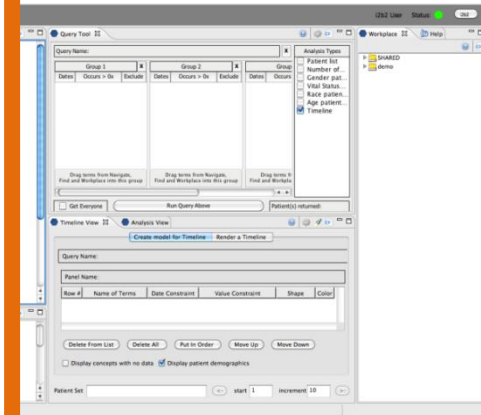 i2b2 User Status: i2b2
Query Tool
Workplace Help
Query Name: X Analysis Types
Group 1 X Group 2 X Group
Dates Occurs > 0x Exclude Dates Occurs > 0x Exclude Dates Occurs
Patient list
Number of...
Gender pat...
Vital Status...
Race patien...
Age patient...
Timeline
SHARED
demo
Drag terms from Navigate,
Find and Workplace into this group
Drag terms from Navigate,
Find and Workplace into this group
Drag terms fr
Find and Workpla
Get Everyone Run Query Above Patient(s) returned:
Timeline View Analysis View
Create model for Timeline Render a Timeline
Query Name:
Panel Name:
Row # Name of Terms Date Constraint Value Constraint Shape Color
Delete From List Delete All Put In Order Move Up Move Down
Display concepts with no data Display patient demographics
Patient Set start 1 increment 10